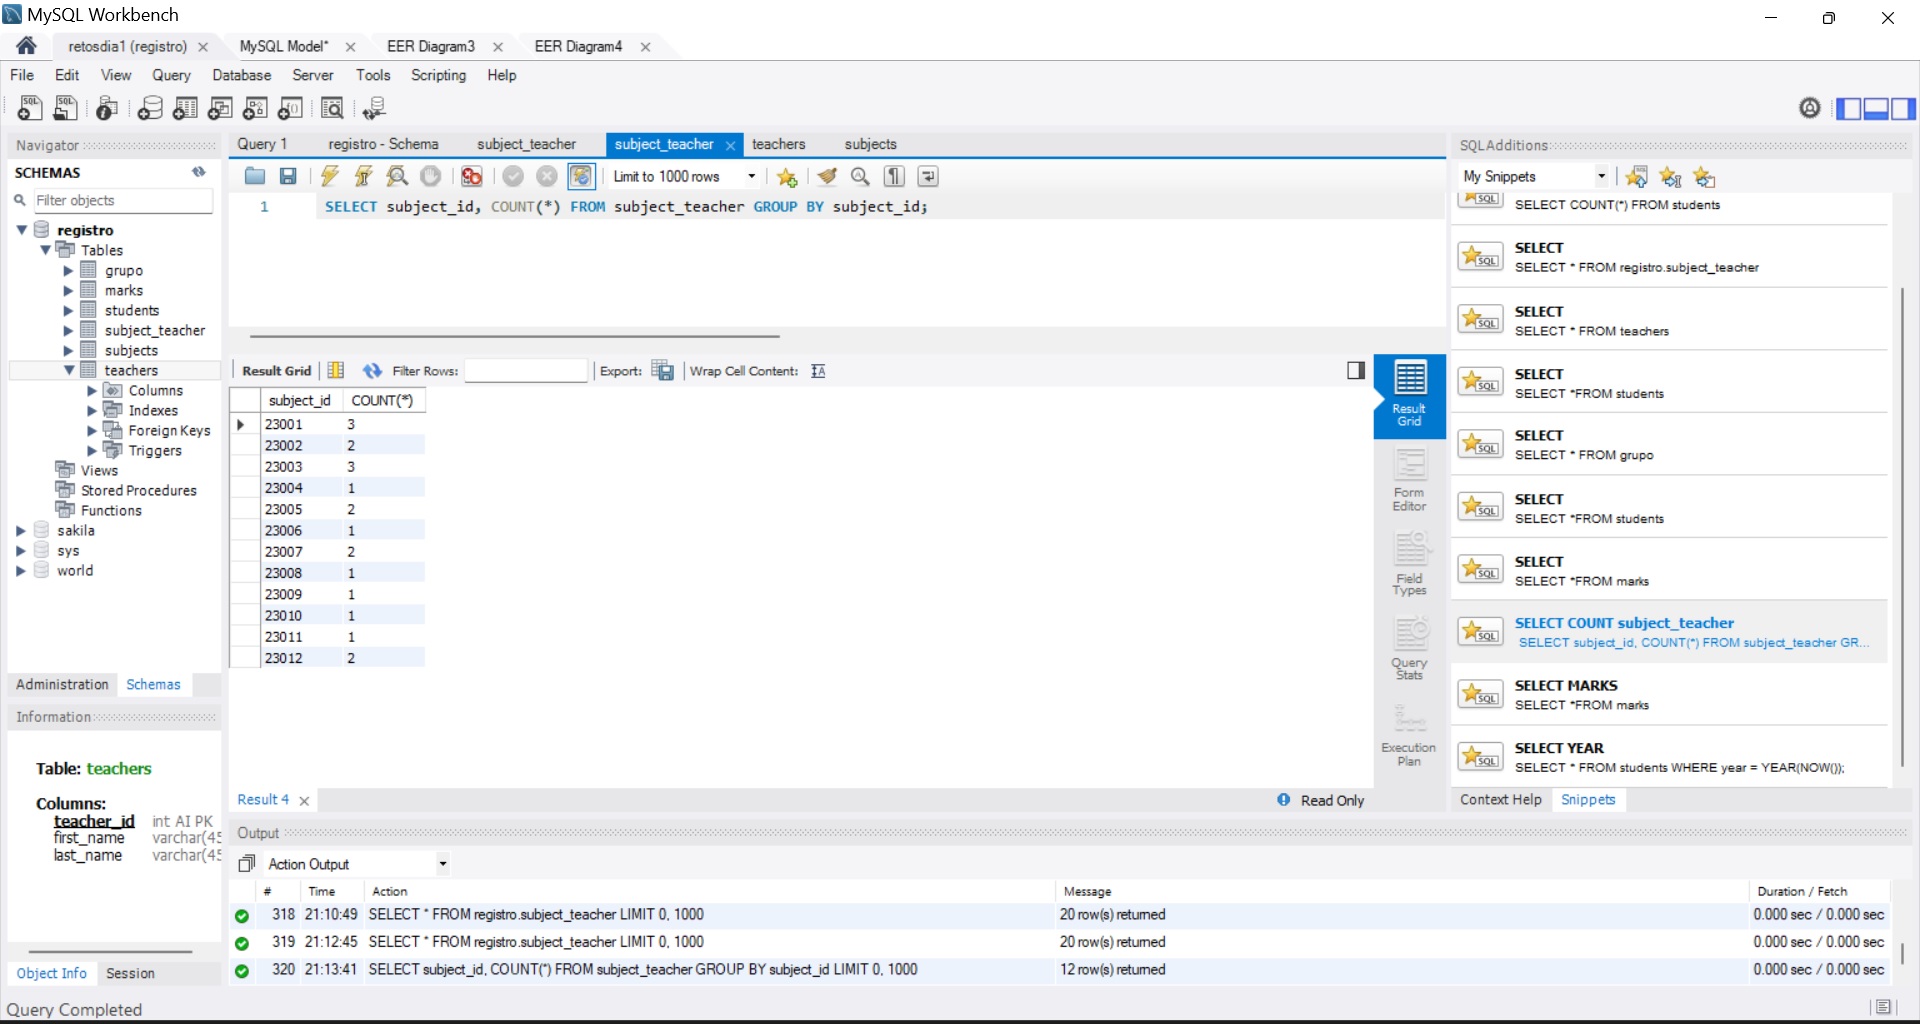 MySQL Workbench
retosdia1 (registro)
MySQL Model*
EER Diagram3
EER Diagram4
File Edit View Query Database Server Tools Scripting Help
Navigator
SCHEMAS
Filter objects
registro
Tables
grupo
marks
students
subject_teacher
subjects
teachers
Columns
Indexes
Foreign Keys
Triggers
Views
Stored Procedures
Functions
sakila
sys
world
Administration Schemas
Information
Table: teachers
Columns:
teacher_id int AI PK
first_name varchar(45
last_name varchar(45
Object Info Session
Query 1 registro - Schema subject_teacher subject_teacher teachers subjects
Limit to 1000 rows
1 SELECT subject_id, COUNT(*) FROM subject_teacher GROUP BY subject_id;
Result Grid Filter Rows: Export: Wrap Cell Content:
subject_id COUNT(*)
23001 3
23002 2
23003 3
23004 1
23005 2
23006 1
23007 2
23008 1
23009 1
23010 1
23011 1
23012 2
Result Grid
Form Editor
Field Types
Query Stats
Execution Plan
Result 4
Read Only
SQLAdditions
My Snippets
SELECT COUNT(*) FROM students
SELECT
SELECT * FROM registro.subject_teacher
SELECT
SELECT * FROM teachers
SELECT
SELECT *FROM students
SELECT
SELECT * FROM grupo
SELECT
SELECT *FROM students
SELECT
SELECT *FROM marks
SELECT COUNT subject_teacher
SELECT subject_id, COUNT(*) FROM subject_teacher GR...
SELECT MARKS
SELECT *FROM marks
SELECT YEAR
SELECT * FROM students WHERE year = YEAR(NOW());
Context Help Snippets
Output
Action Output
# Time Action Message Duration / Fetch
318 21:10:49 SELECT * FROM registro.subject_teacher LIMIT 0, 1000 20 row(s) returned 0.000 sec / 0.000 sec
319 21:12:45 SELECT * FROM registro.subject_teacher LIMIT 0, 1000 20 row(s) returned 0.000 sec / 0.000 sec
320 21:13:41 SELECT subject_id, COUNT(*) FROM subject_teacher GROUP BY subject_id LIMIT 0, 1000 12 row(s) returned 0.000 sec / 0.000 sec
Query Completed